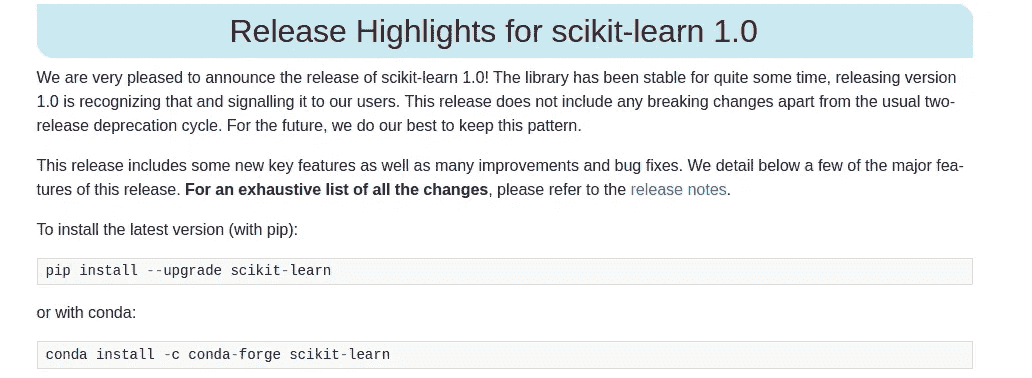 Release Highlights for scikit-learn 1.0
We are very pleased to announce the release of scikit-learn 1.0! The library has been stable for quite some time, releasing version
1.0 is recognizing that and signalling it to our users. This release does not include any breaking changes apart from the usual two-
release deprecation cycle. For the future, we do our best to keep this pattern.
This release includes some new key features as well as many improvements and bug fixes. We detail below a few of the major fea-
tures of this release. For an exhaustive list of all the changes, please refer to the release notes.
To install the latest version (with pip):
pip install --upgrade scikit-learn
or with conda:
conda install -c conda-forge scikit-learn